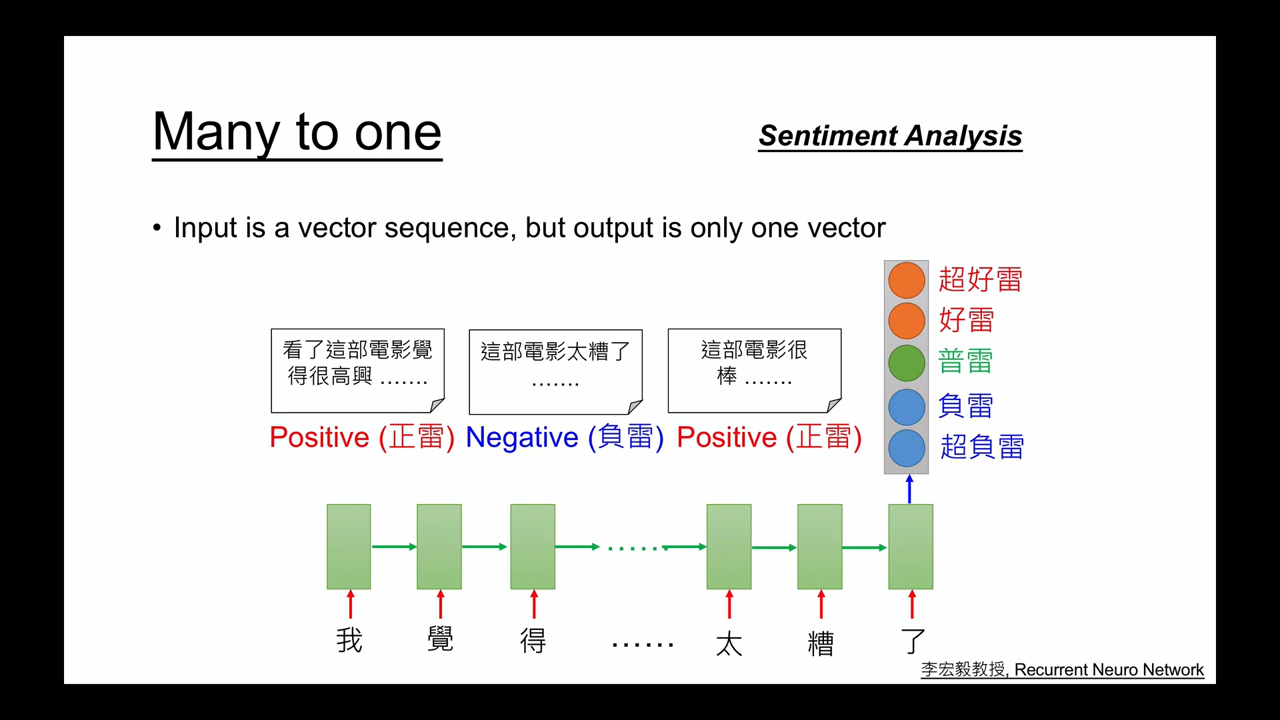 Many to one
Sentiment Analysis
• Input is a vector sequence, but output is only one vector
超好雷
好雷
普雷
負雷
超負雷
看了這部電影覺
得很高興 …….
Positive (正雷)
這部電影太糟了
…….
Negative (負雷)
這部電影很
棒 …….
Positive (正雷)
……
我 覺 得 …… 太 糟 了
李宏毅教授, Recurrent Neuro Network